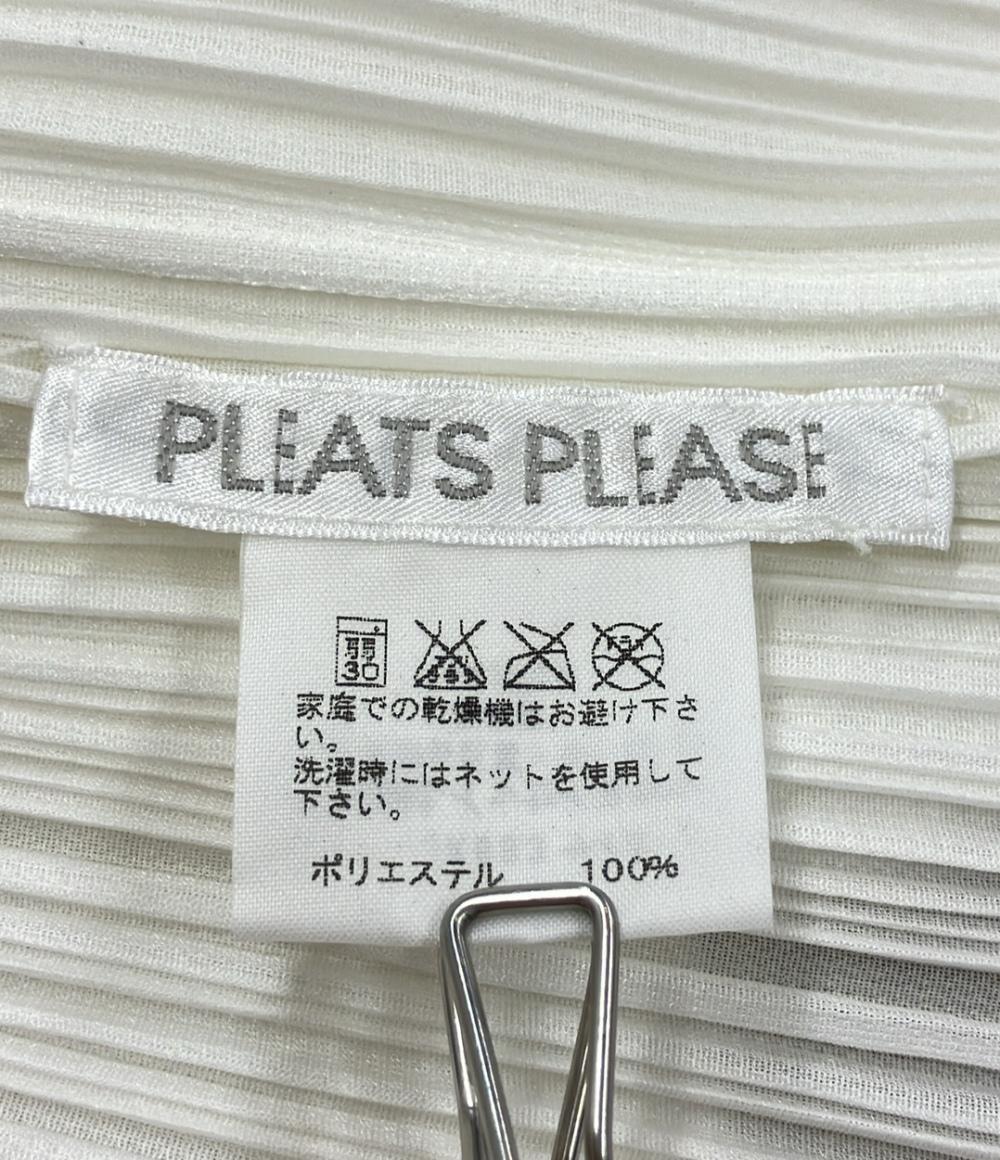 PLEATS PLEASE
弱
30
家庭での乾燥機はお避け下さ
い。
洗濯時にはネットを使用して
下さい。
ポリエステル 100%